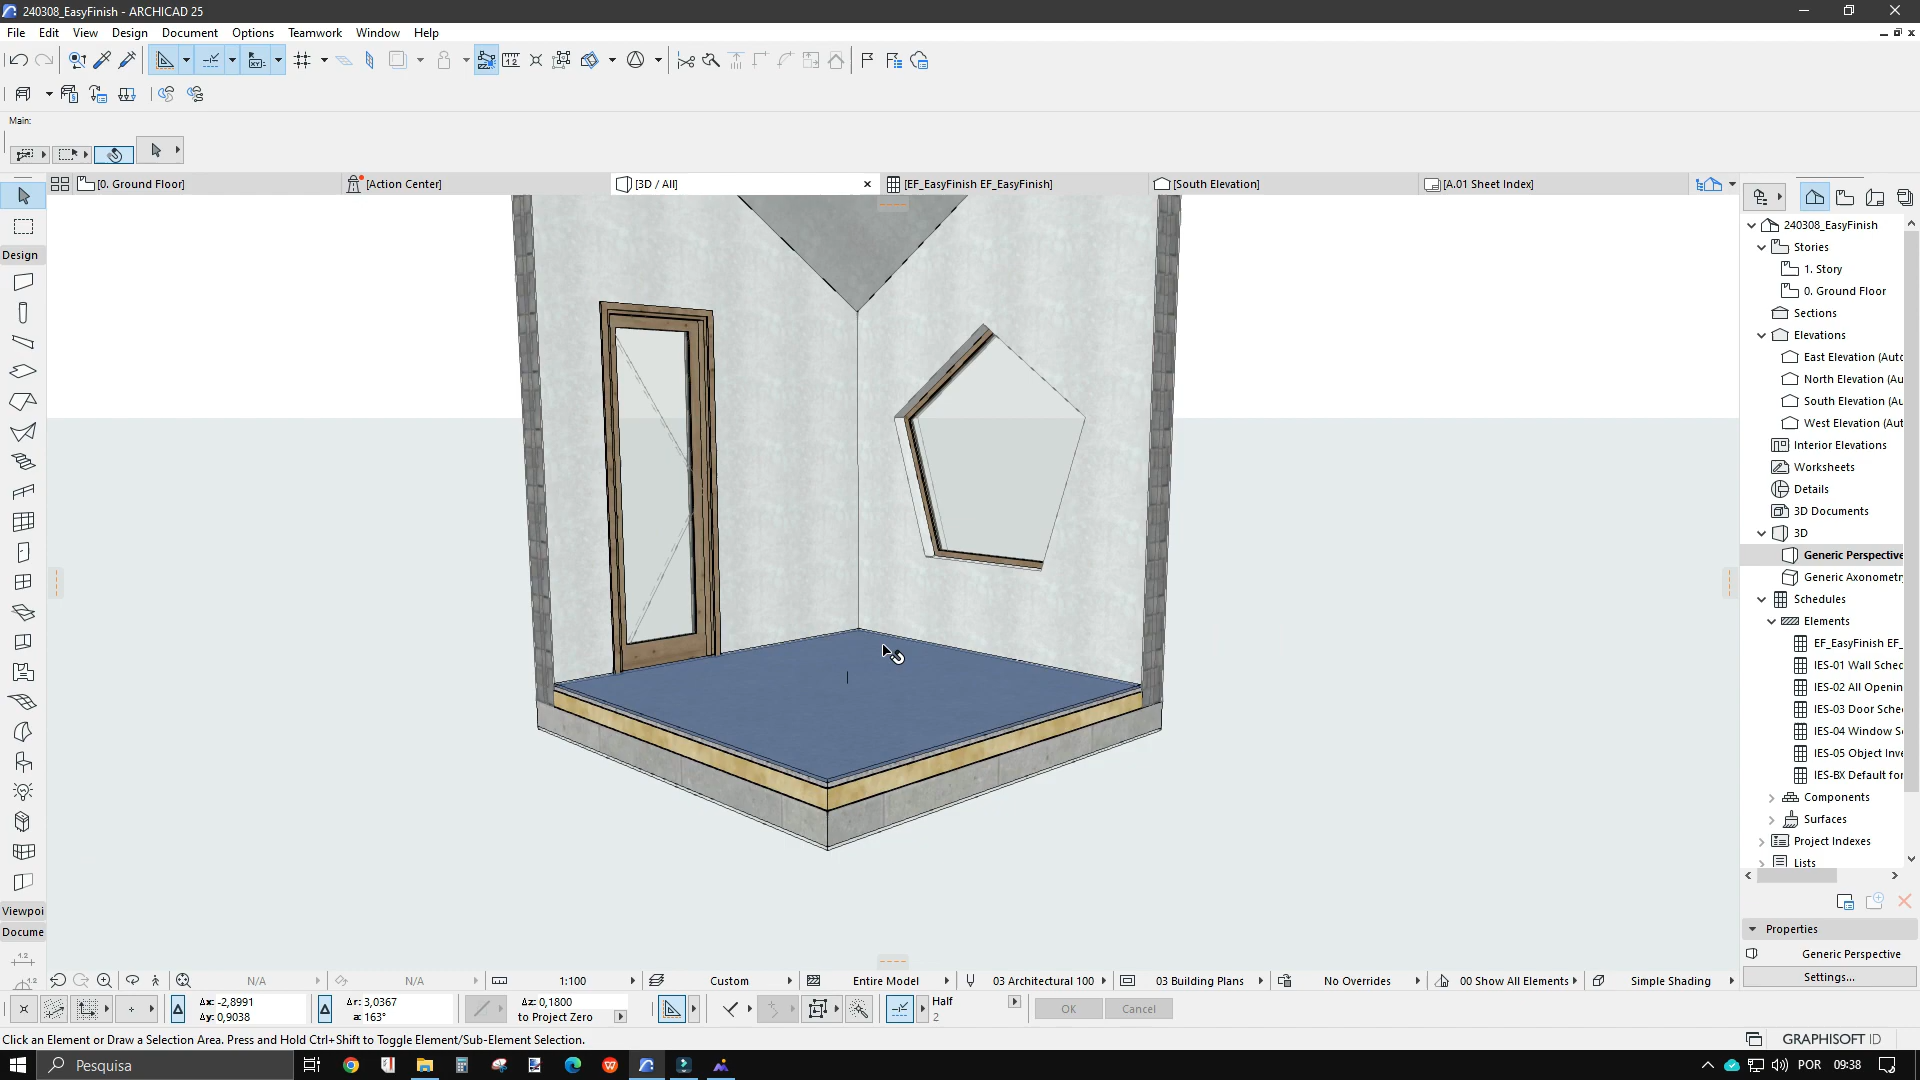 240308_EasyFinish - ARCHICAD 25
File Edit View Design Document Options Teamwork Window Help
Main:
[0. Ground Floor] [Action Center] [3D / All] [EF_EasyFinish EF_EasyFinish] [South Elevation] [A.01 Sheet Index]
Design
Viewpoi
Docume
1.2
240308_EasyFinish
Stories
1. Story
0. Ground Floor
Sections
Elevations
East Elevation (Auto
North Elevation (Au
South Elevation (Au
West Elevation (Aut
Interior Elevations
Worksheets
Details
3D Documents
3D
Generic Perspective
Generic Axonometr
Schedules
Elements
EF_EasyFinish EF_
IES-01 Wall Sched
IES-02 All Openin
IES-03 Door Sche
IES-04 Window S
IES-05 Object Inve
IES-BX Default for
Components
Surfaces
Project Indexes
Lists
Properties
Generic Perspective
Settings...
N/A N/A 1:100 Custom Entire Model 03 Architectural 100 03 Building Plans No Overrides 00 Show All Elements Simple Shading
Δx: -2,8991
Δy: 0,9038
Δr: 3,0367
a: 163°
Δz: 0,1800
to Project Zero
Half
2
OK Cancel
Click an Element or Draw a Selection Area. Press and Hold Ctrl+Shift to Toggle Element/Sub-Element Selection.
GRAPHISOFT ID
Pesquisa
POR 09:38